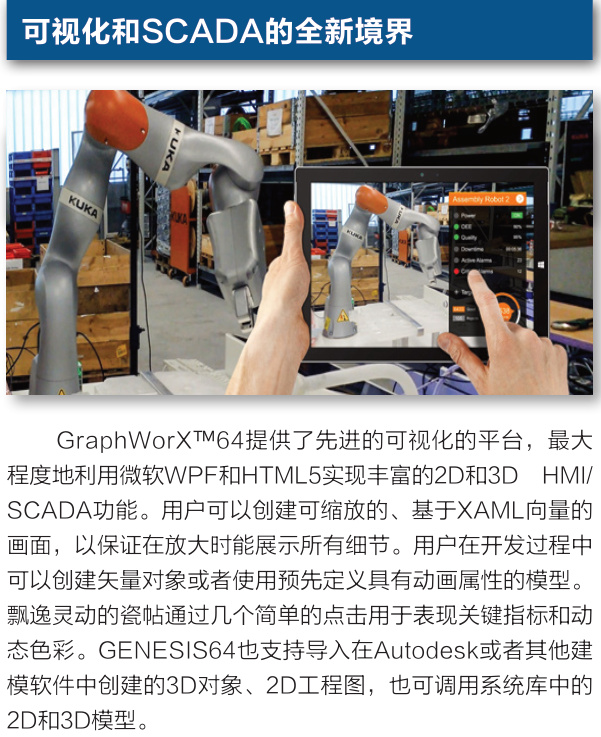 可视化和SCADA的全新境界
KUKA
KUKA
KUKA
KUKA
Assembly Robot 2
Power
ON
OEE
Quality
Downtime
Active Alarms
GraphWorX™64提供了先进的可视化的平台，最大
程度地利用微软WPF和HTML5实现丰富的2D和3D HMI/
SCADA功能。用户可以创建可缩放的、基于XAML向量的
画面，以保证在放大时能展示所有细节。用户在开发过程中
可以创建矢量对象或者使用预先定义具有动画属性的模型。
飘逸灵动的瓷帖通过几个简单的点击用于表现关键指标和动
态色彩。GENESIS64也支持导入在Autodesk或者其他建
模软件中创建的3D对象、2D工程图，也可调用系统库中的
2D和3D模型。